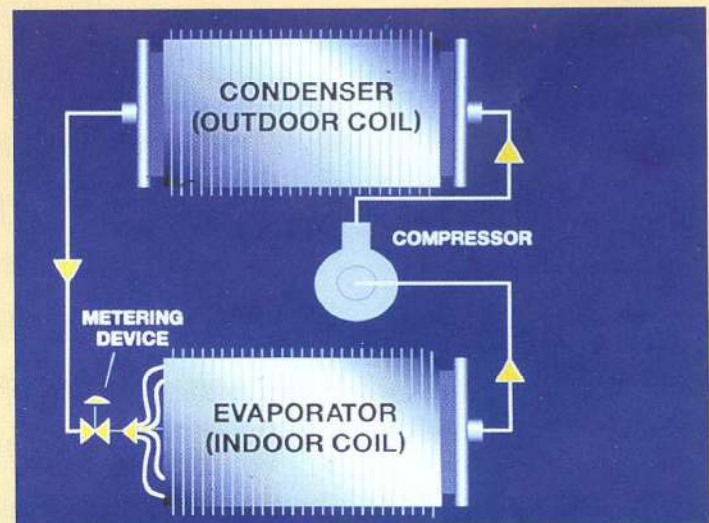 CONDENSER
(OUTDOOR COIL)
COMPRESSOR
METERING
DEVICE
EVAPORATOR
(INDOOR COIL)